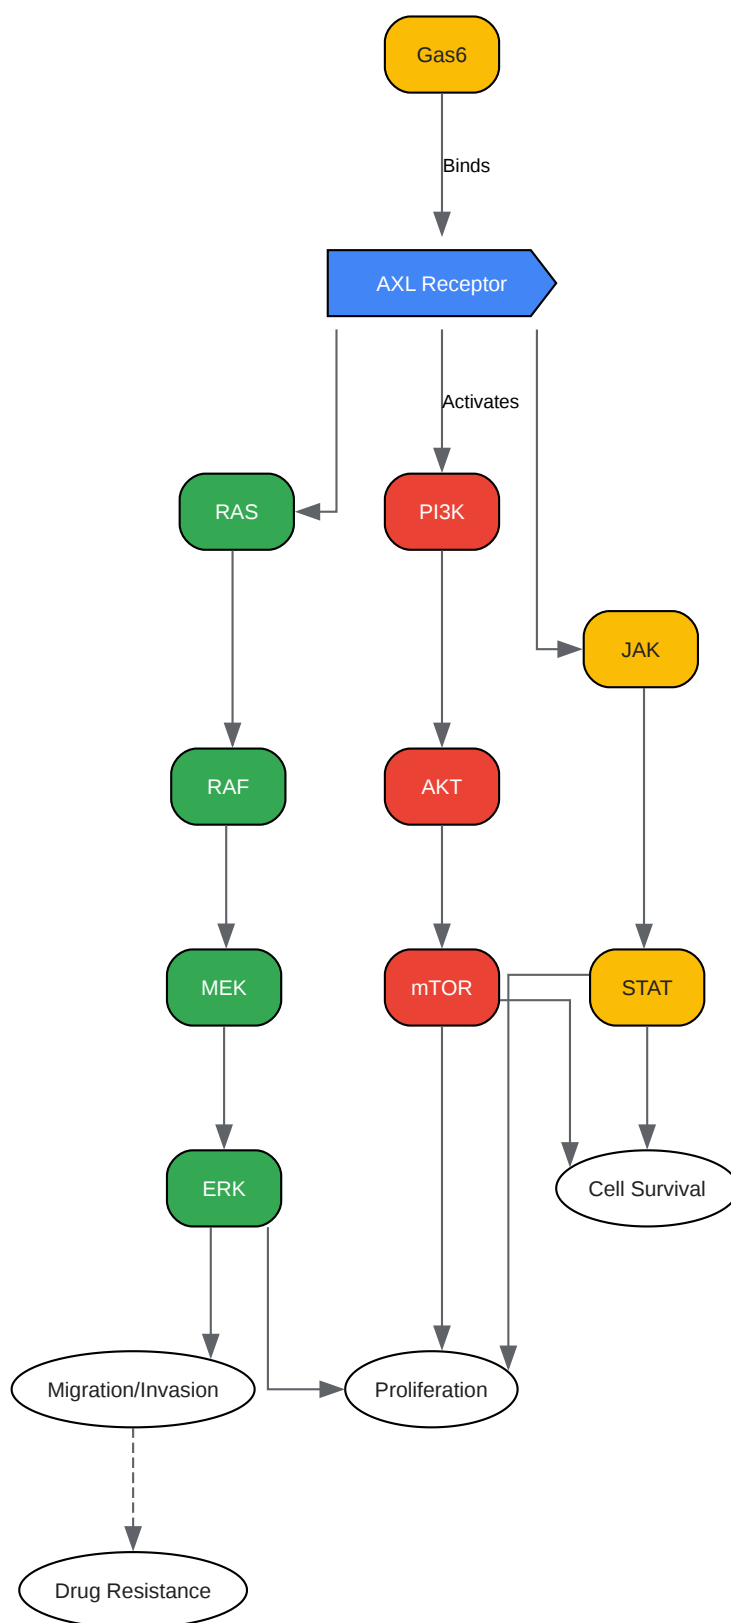 Gas6
Binds
AXL Receptor
Activates
RAS
PI3K
JAK
RAF
AKT
MEK
mTOR
STAT
ERK
Cell Survival
Migration/Invasion
Proliferation
Drug Resistance